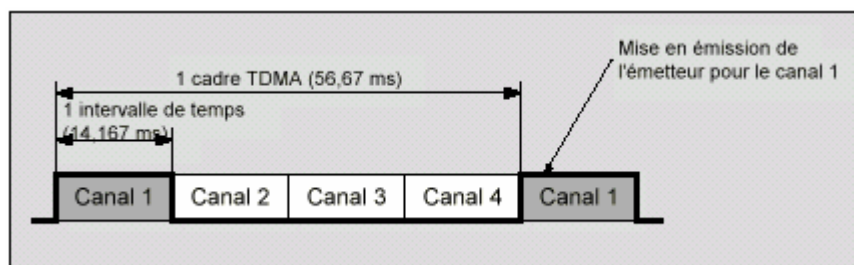 Mise en émission de
l'émetteur pour le canal 1
1 cadre TDMA (56,67 ms)
1 intervalle de temps
(14,167 ms)
Canal 1 Canal 2 Canal 3 Canal 4 Canal 1